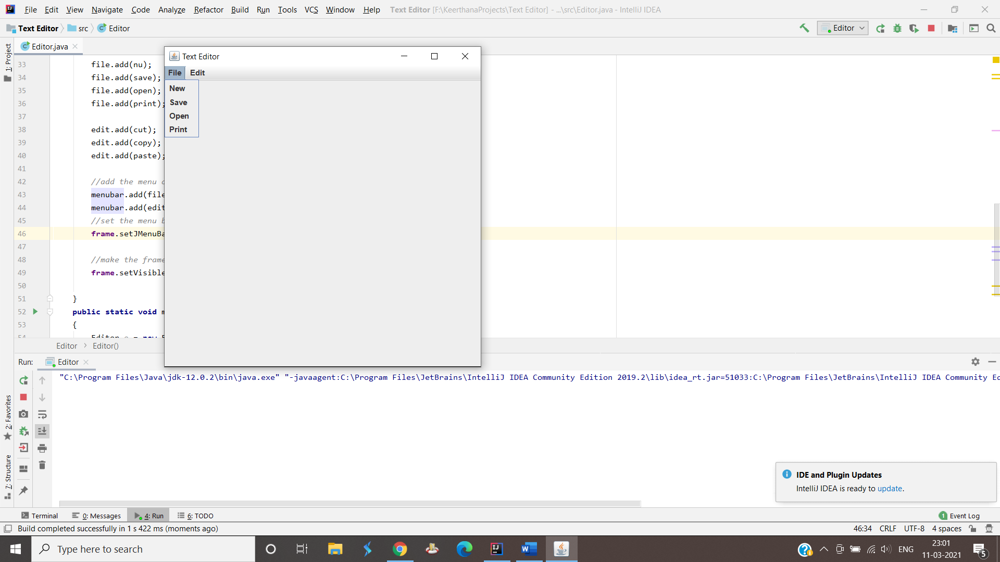 File Edit View Navigate Code Analyze Refactor Build Run Tools VCS Window Help Text Editor [F:\KeerthanaProjects\Text Editor] - ...\src\Editor.java - IntelliJ IDEA
Text Editor src Editor
Editor
Editor.java
1: Project
33 file.add(nu);
34 file.add(save);
35 file.add(open);
36 file.add(print);
37
38 edit.add(cut);
39 edit.add(copy);
40 edit.add(paste);
41
42 //add the menu
43 menubar.add(file
44 menubar.add(edit
45 //set the menu
46 frame.setJMenuBa
47
48 //make the frame
49 frame.setVisible
50
51 }
52 public static void
53 {
Text Editor
File Edit
New
Save
Open
Print
Editor Editor()
Run: Editor
"C:\Program Files\Java\jdk-12.0.2\bin\java.exe" "-javaagent:C:\Program Files\JetBrains\IntelliJ IDEA Community Edition 2019.2\lib\idea_rt.jar=51033:C:\Program Files\JetBrains\IntelliJ IDEA Community Ed
2: Favorites
7: Structure
IDE and Plugin Updates
IntelliJ IDEA is ready to update.
Terminal 0: Messages 4: Run 6: TODO
1 Event Log
Build completed successfully in 1 s 422 ms (moments ago)
46:34 CRLF UTF-8 4 spaces
Type here to search
ENG
23:01
11-03-2021
5